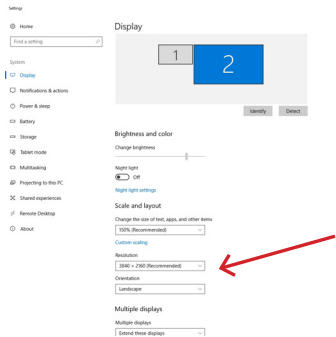 Settings
Home
Display
Find a setting
1
2
System
Display
Notifications & actions
Identify
Detect
Power & sleep
Battery
Brightness and color
Storage
Change brightness
Tablet mode
Night light
Multitasking
Off
Projecting to this PC
Night light settings
Shared experiences
Scale and layout
Remote Desktop
Change the size of text, apps, and other items
About
150% (Recommended)
Custom scaling
Resolution
3840 × 2160 (Recommended)
Orientation
Landscape
Multiple displays
Multiple displays
Extend these displays